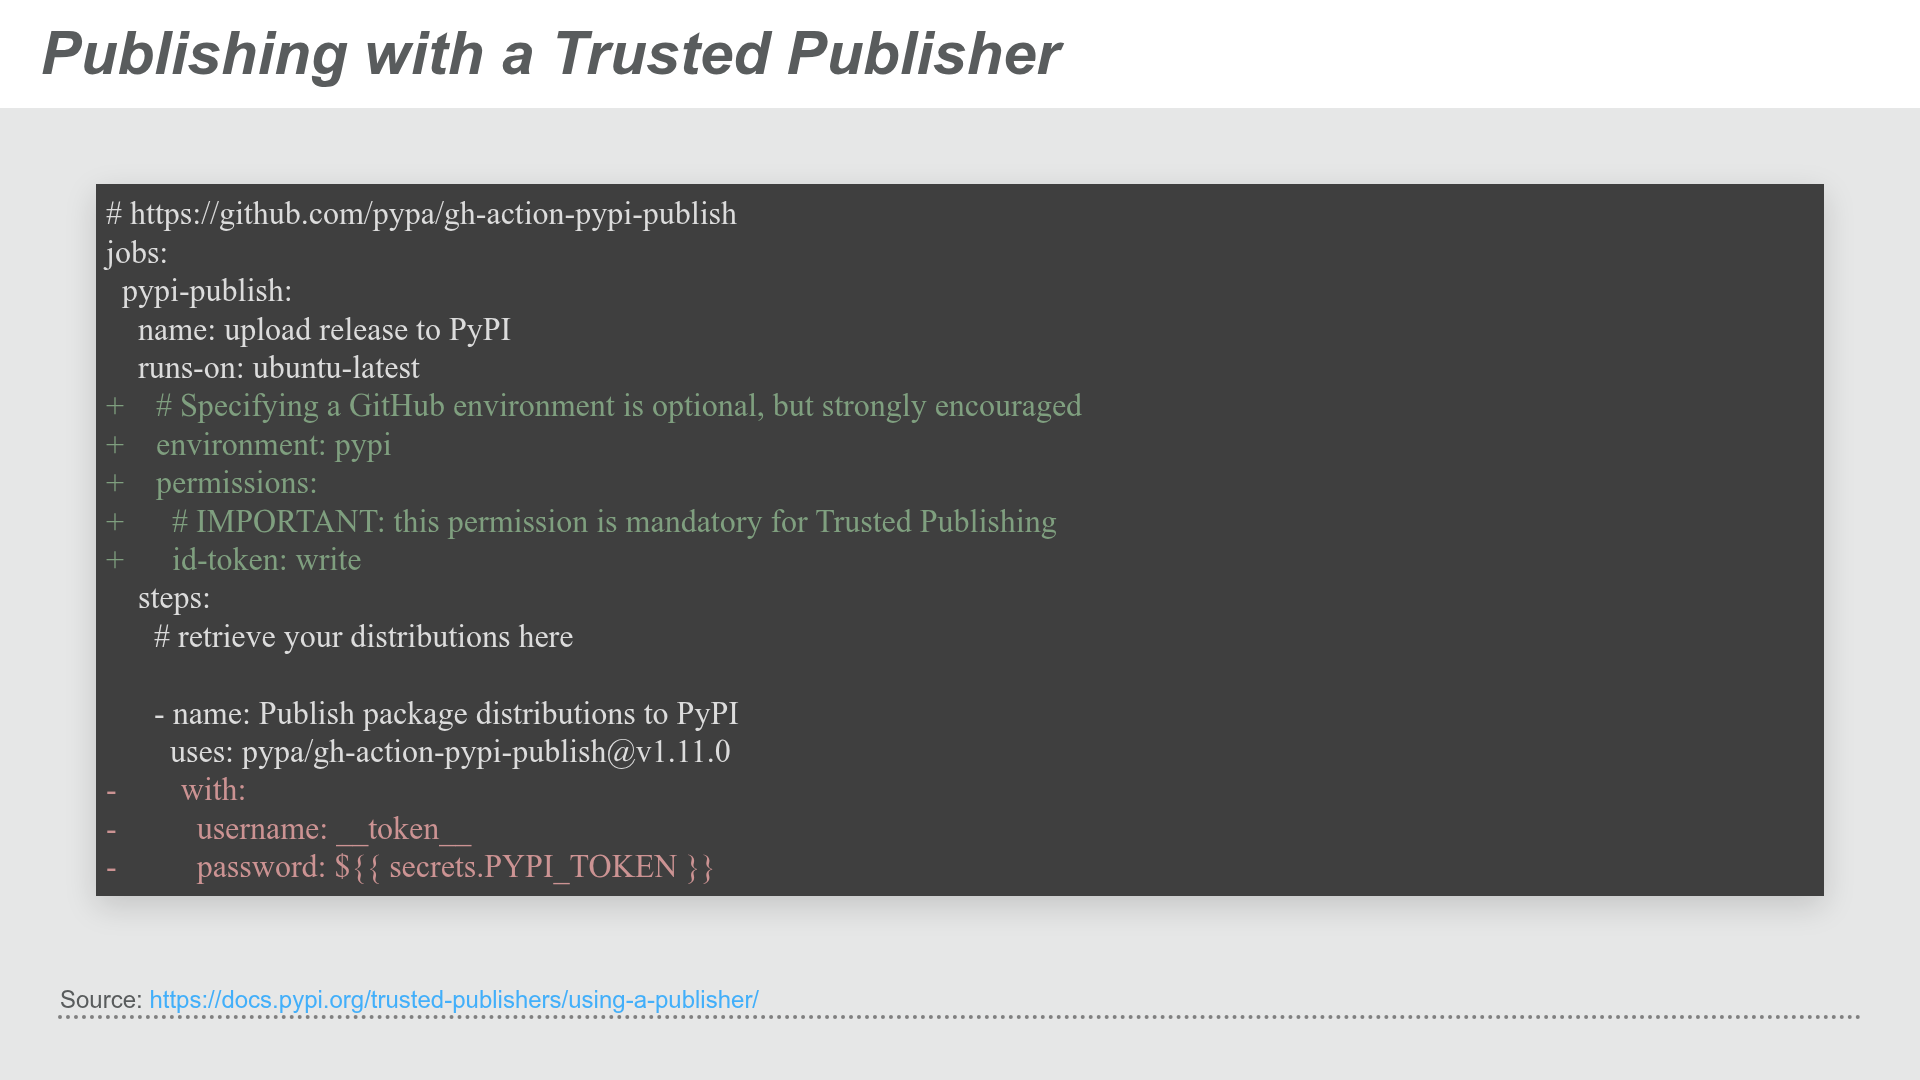 Publishing with a Trusted Publisher
# https://github.com/pypa/gh-action-pypi-publish
jobs:
  pypi-publish:
    name: upload release to PyPI
    runs-on: ubuntu-latest
+    # Specifying a GitHub environment is optional, but strongly encouraged
+    environment: pypi
+    permissions:
+      # IMPORTANT: this permission is mandatory for Trusted Publishing
+      id-token: write
    steps:
      # retrieve your distributions here

      - name: Publish package distributions to PyPI
        uses: pypa/gh-action-pypi-publish@v1.11.0
-        with:
-          username: __token__
-          password: ${{ secrets.PYPI_TOKEN }}
Source: https://docs.pypi.org/trusted-publishers/using-a-publisher/